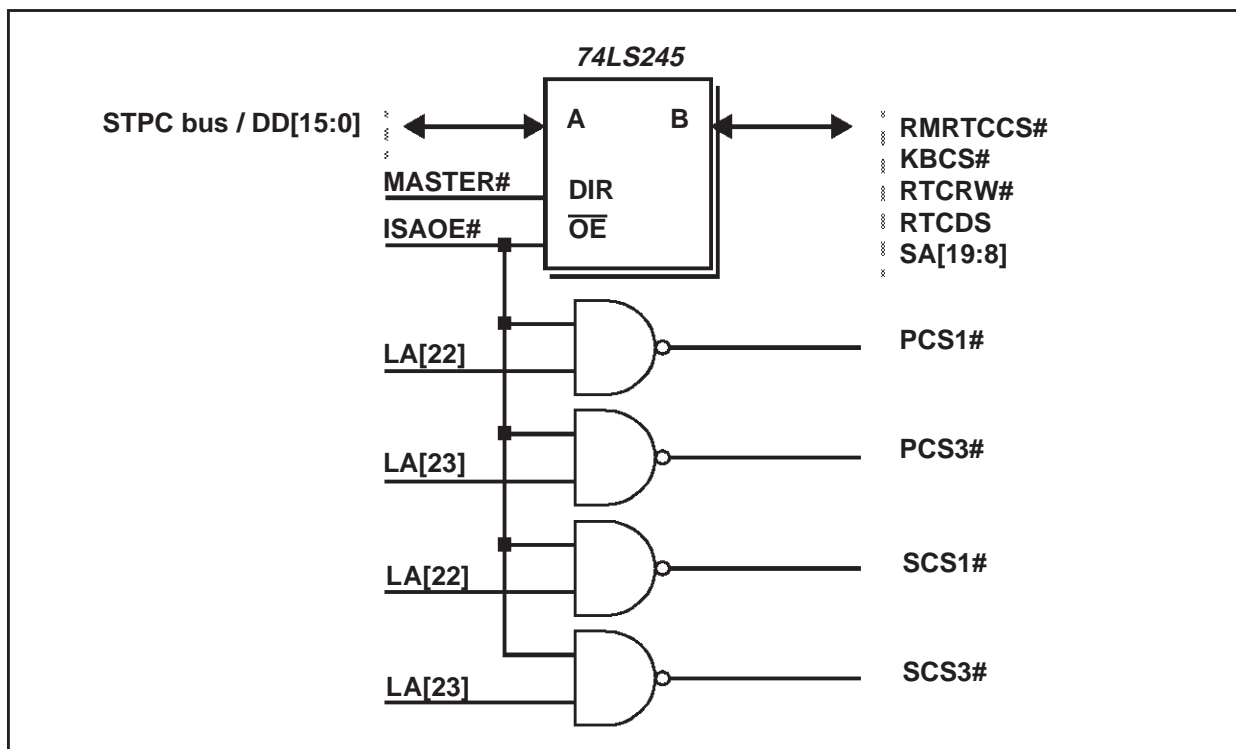 74LS245
STPC bus / DD[15:0]
A
B
RMRTCCS#
KBCS#
MASTER#
DIR
RTCRW#
ISAOE#
OE
RTCDS
SA[19:8]
LA[22]
PCS1#
LA[23]
PCS3#
LA[22]
SCS1#
LA[23]
SCS3#